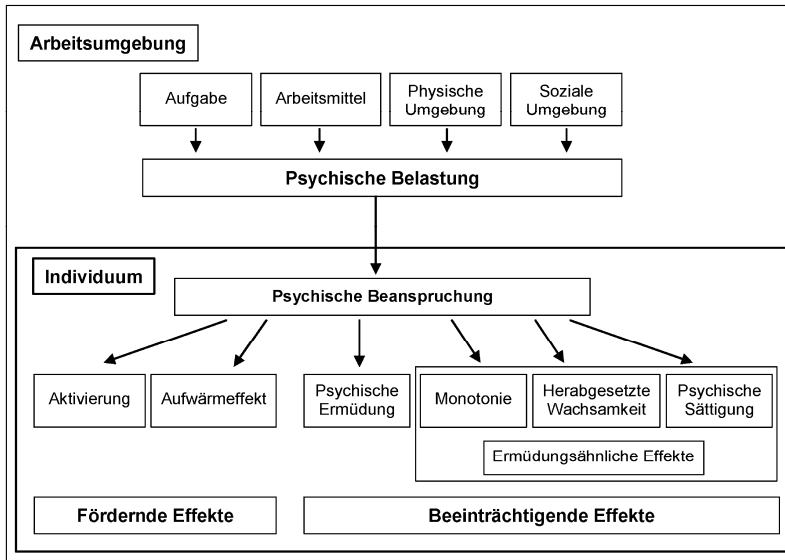 Arbeitsumgebung
Aufgabe
Arbeitsmittel
Physische
Umgebung
Soziale
Umgebung
Psychische Belastung
Individuum
Psychische Beanspruchung
Aktivierung
Aufwärmeffekt
Psychische
Ermüdung
Monotonie
Herabgesetzte
Wachsamkeit
Psychische
Sättigung
Ermüdungsähnliche Effekte
Fördernde Effekte
Beeinträchtigende Effekte